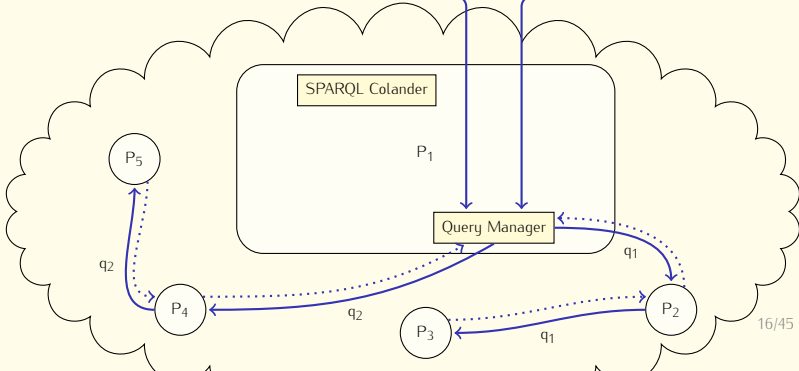 SPARQL Colander
P1
P5
Query Manager
q1
q2
P4
q2
P2
P3
q1
16/45